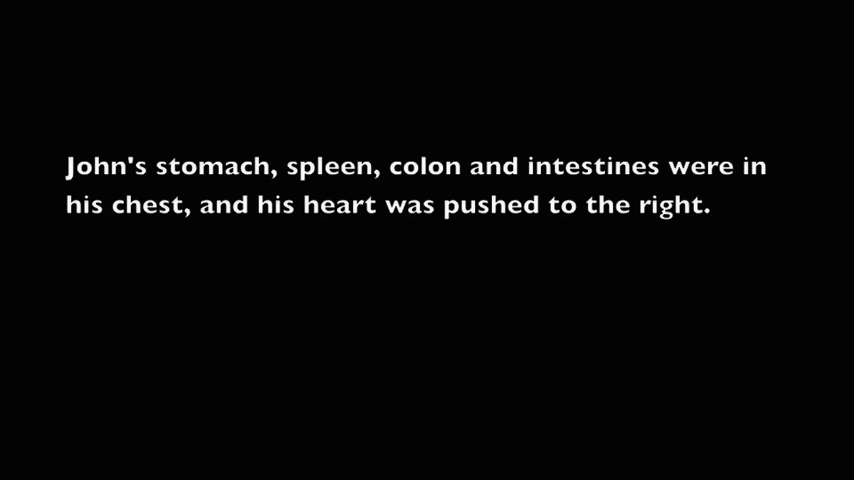 John's stomach, spleen, colon and intestines were in
his chest, and his heart was pushed to the right.